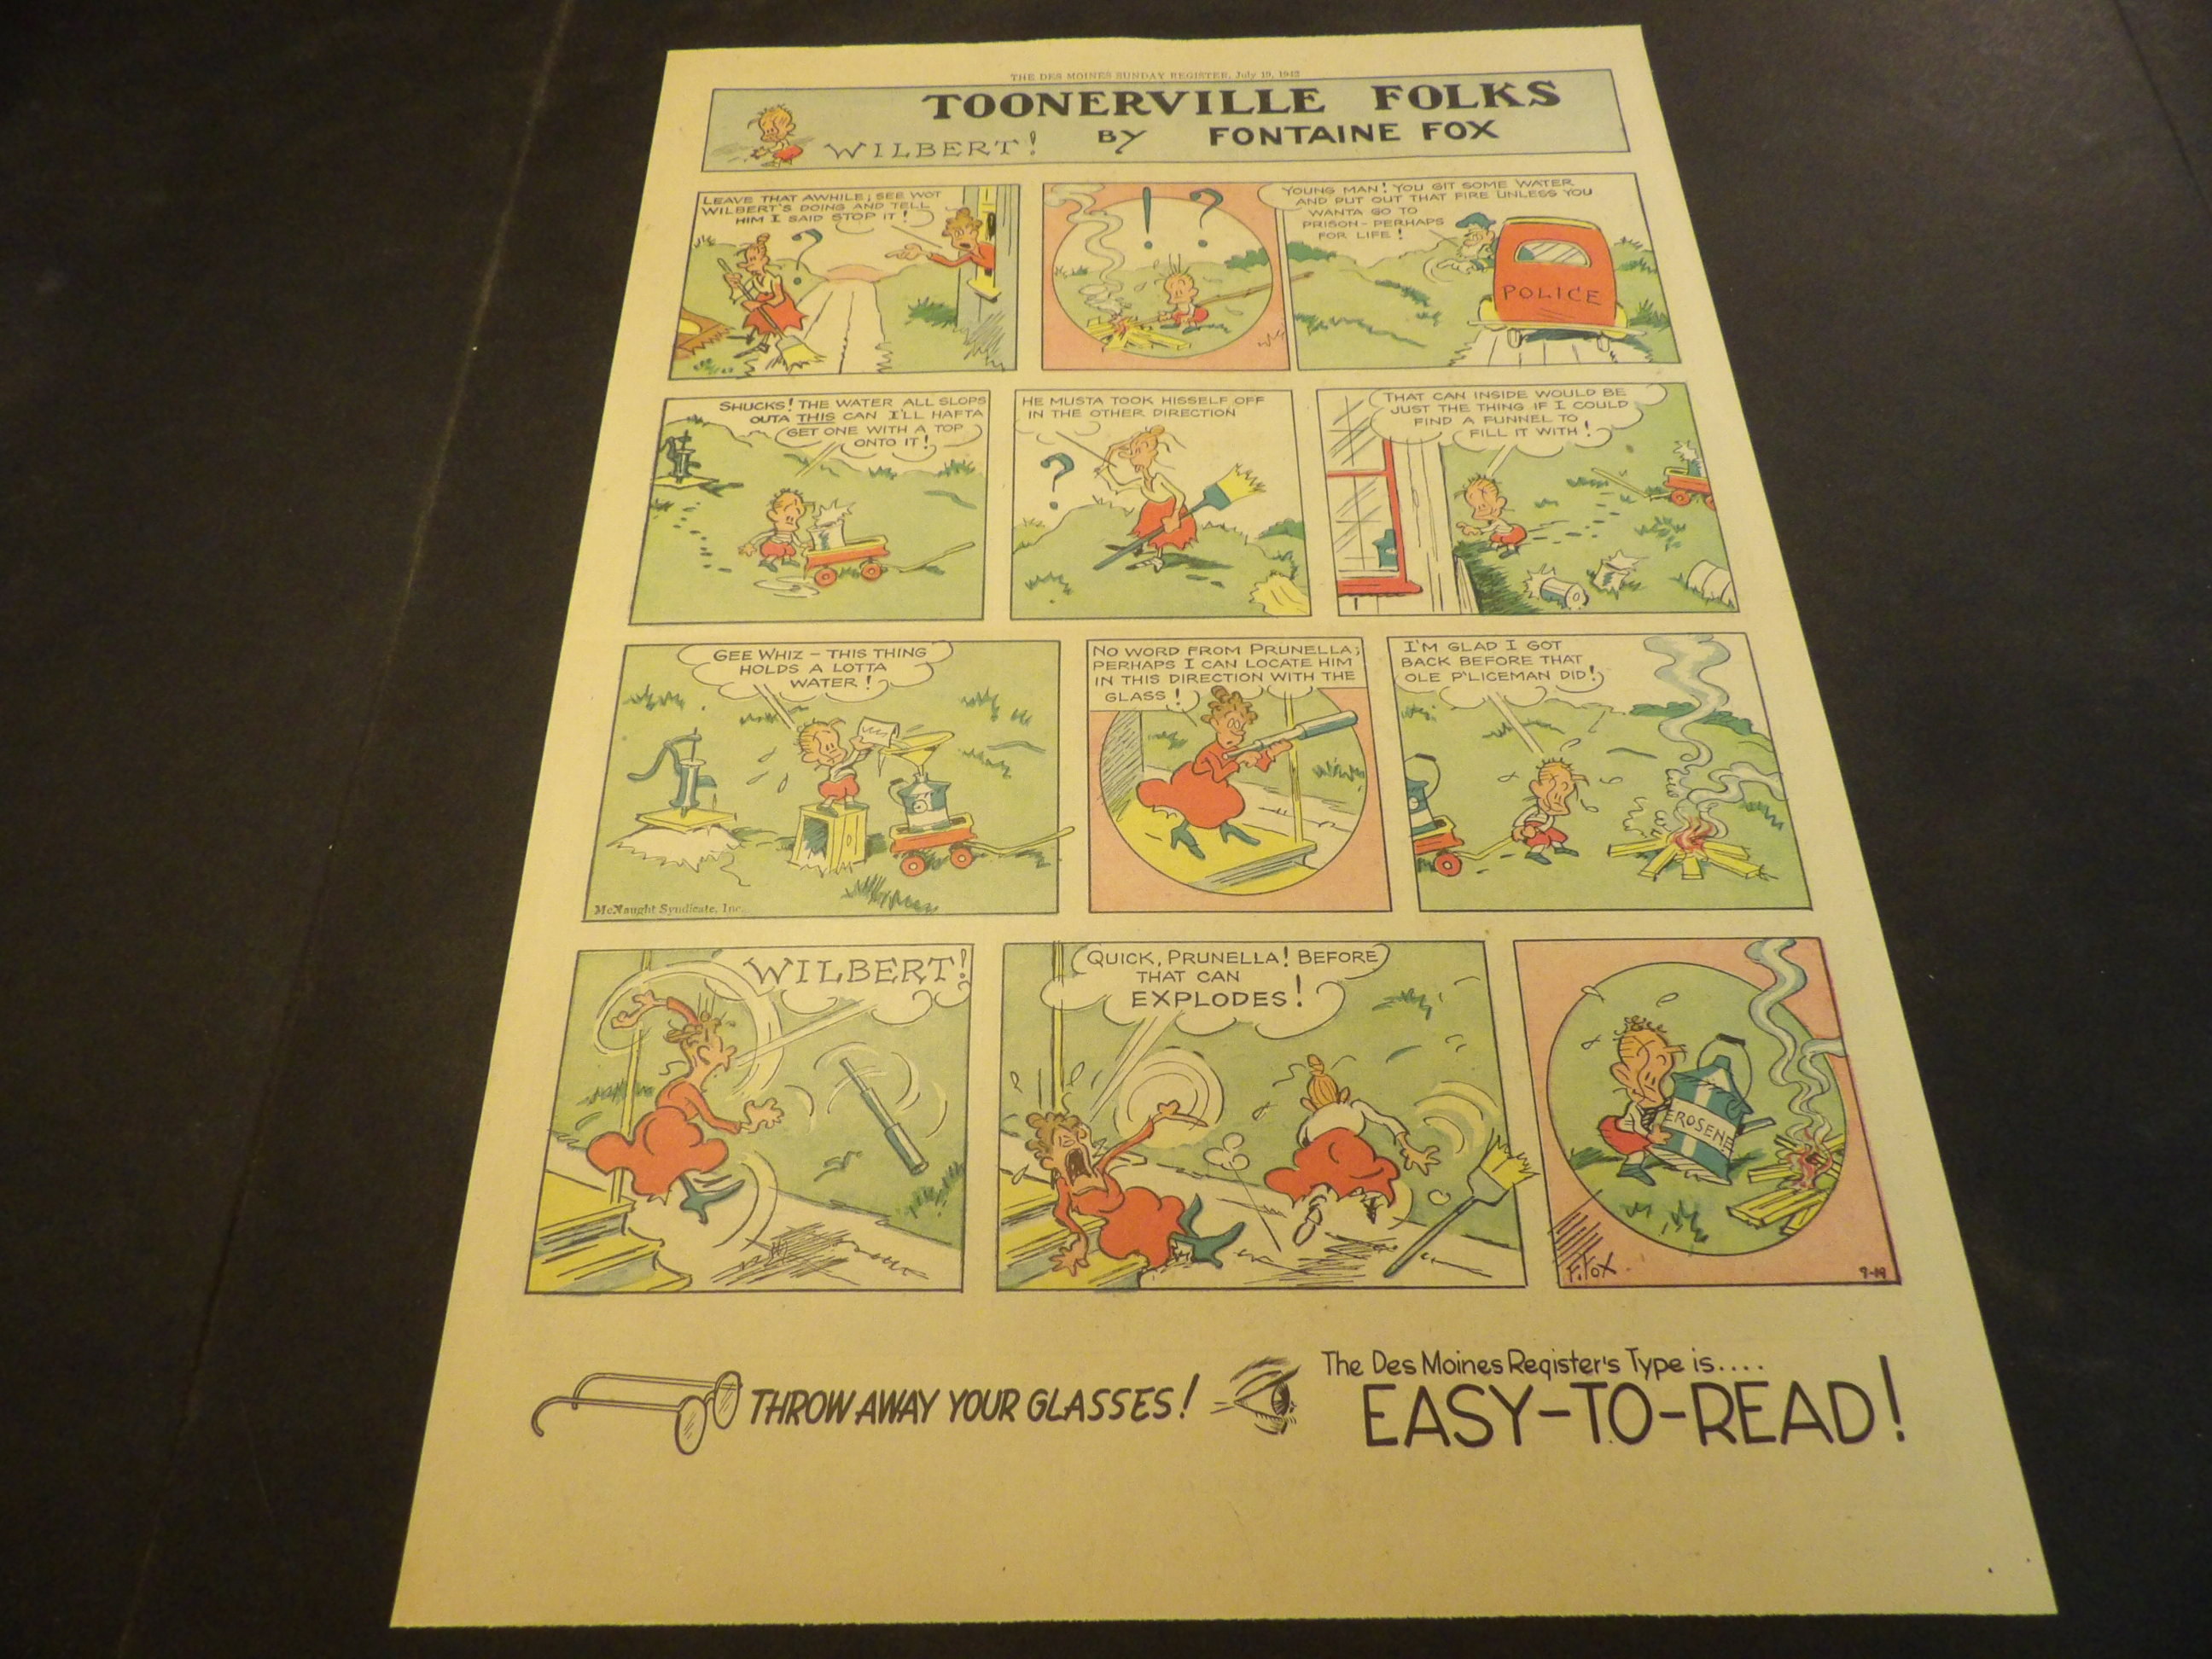 THE DES MOINES SUNDAY REGISTER, July 19, 1942
TOONERVILLE FOLKS
WILBERT! BY FONTAINE FOX
LEAVE THAT AWHILE; SEE WOT
WILBERT'S DOING AND TELL
HIM I SAID STOP IT!
?
! ?
YOUNG MAN! YOU GIT SOME WATER
AND PUT OUT THAT FIRE UNLESS YOU
WANTA GO TO
PRISON - PERHAPS
FOR LIFE!
POLICE
SHUCKS! THE WATER ALL SLOPS
OUTA THIS CAN I'LL HAFTA
GET ONE WITH A TOP
ONTO IT!
HE MUSTA TOOK HISSELF OFF
IN THE OTHER DIRECTION
?
THAT CAN INSIDE WOULD BE
JUST THE THING IF I COULD
FIND A FUNNEL TO
FILL IT WITH!
GEE WHIZ - THIS THING
HOLDS A LOTTA
WATER!
McNaught Syndicate, Inc.
NO WORD FROM PRUNELLA;
PERHAPS I CAN LOCATE HIM
IN THIS DIRECTION WITH THE
GLASS!
I'M GLAD I GOT
BACK BEFORE THAT
OLE P'LICEMAN DID!
WILBERT!
QUICK, PRUNELLA! BEFORE
THAT CAN
EXPLODES!
EROSENE
F. FOX
THROW AWAY YOUR GLASSES!
The Des Moines Register's Type is....
EASY-TO-READ!